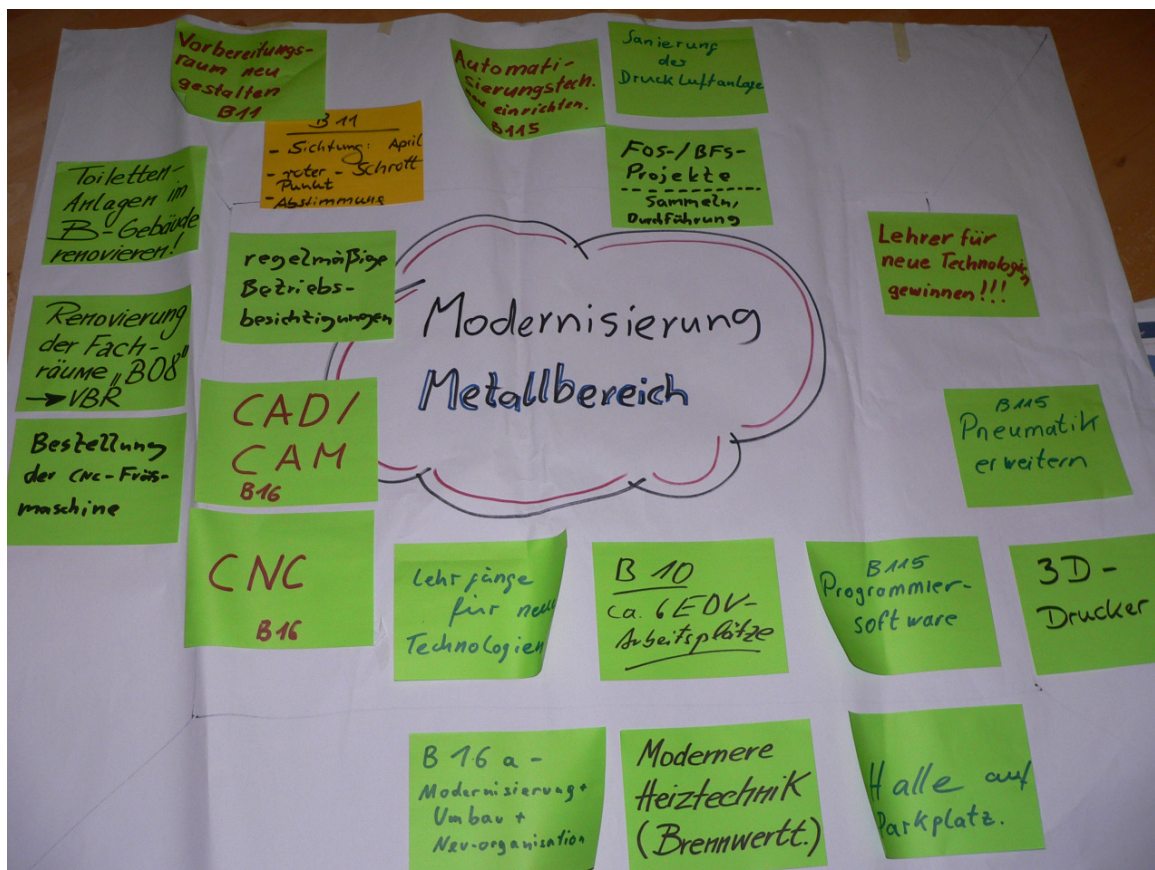 Vorbereitungs-
raum neu
gestalten
B11
B 11
- Sichtung: April
- roter - Schrott
Punkt
- Abstimmung
Automati-
sierungstech.
neu einrichten.
B115
Sanierung
der
Druckluftanlage
FOS-/BFS-
Projekte
Sammeln,
Durchführung
Toiletten-
Anlagen im
B-Gebäude
renovieren!
regelmäßige
Betriebs-
besichtigungen
Lehrer für
neue Technologien
gewinnen!!!
Modernisierung
Metallbereich
Renovierung
der Fach-
räume „B08"
→ VBR
CAD/
CAM
B16
B115
Pneumatik
erweitern
Bestellung
der CNC-Fräs-
maschine
CNC
B16
Lehrgänge
für neue
Technologien
B 10
ca. 6 EDV-
Arbeitsplätze
B115
Programmier-
software
3D-
Drucker
B 16 a -
Modernisierung +
Umbau +
Neu-organisation
Modernere
Heiztechnik
(Brennwertt.)
Halle auf
Parkplatz.